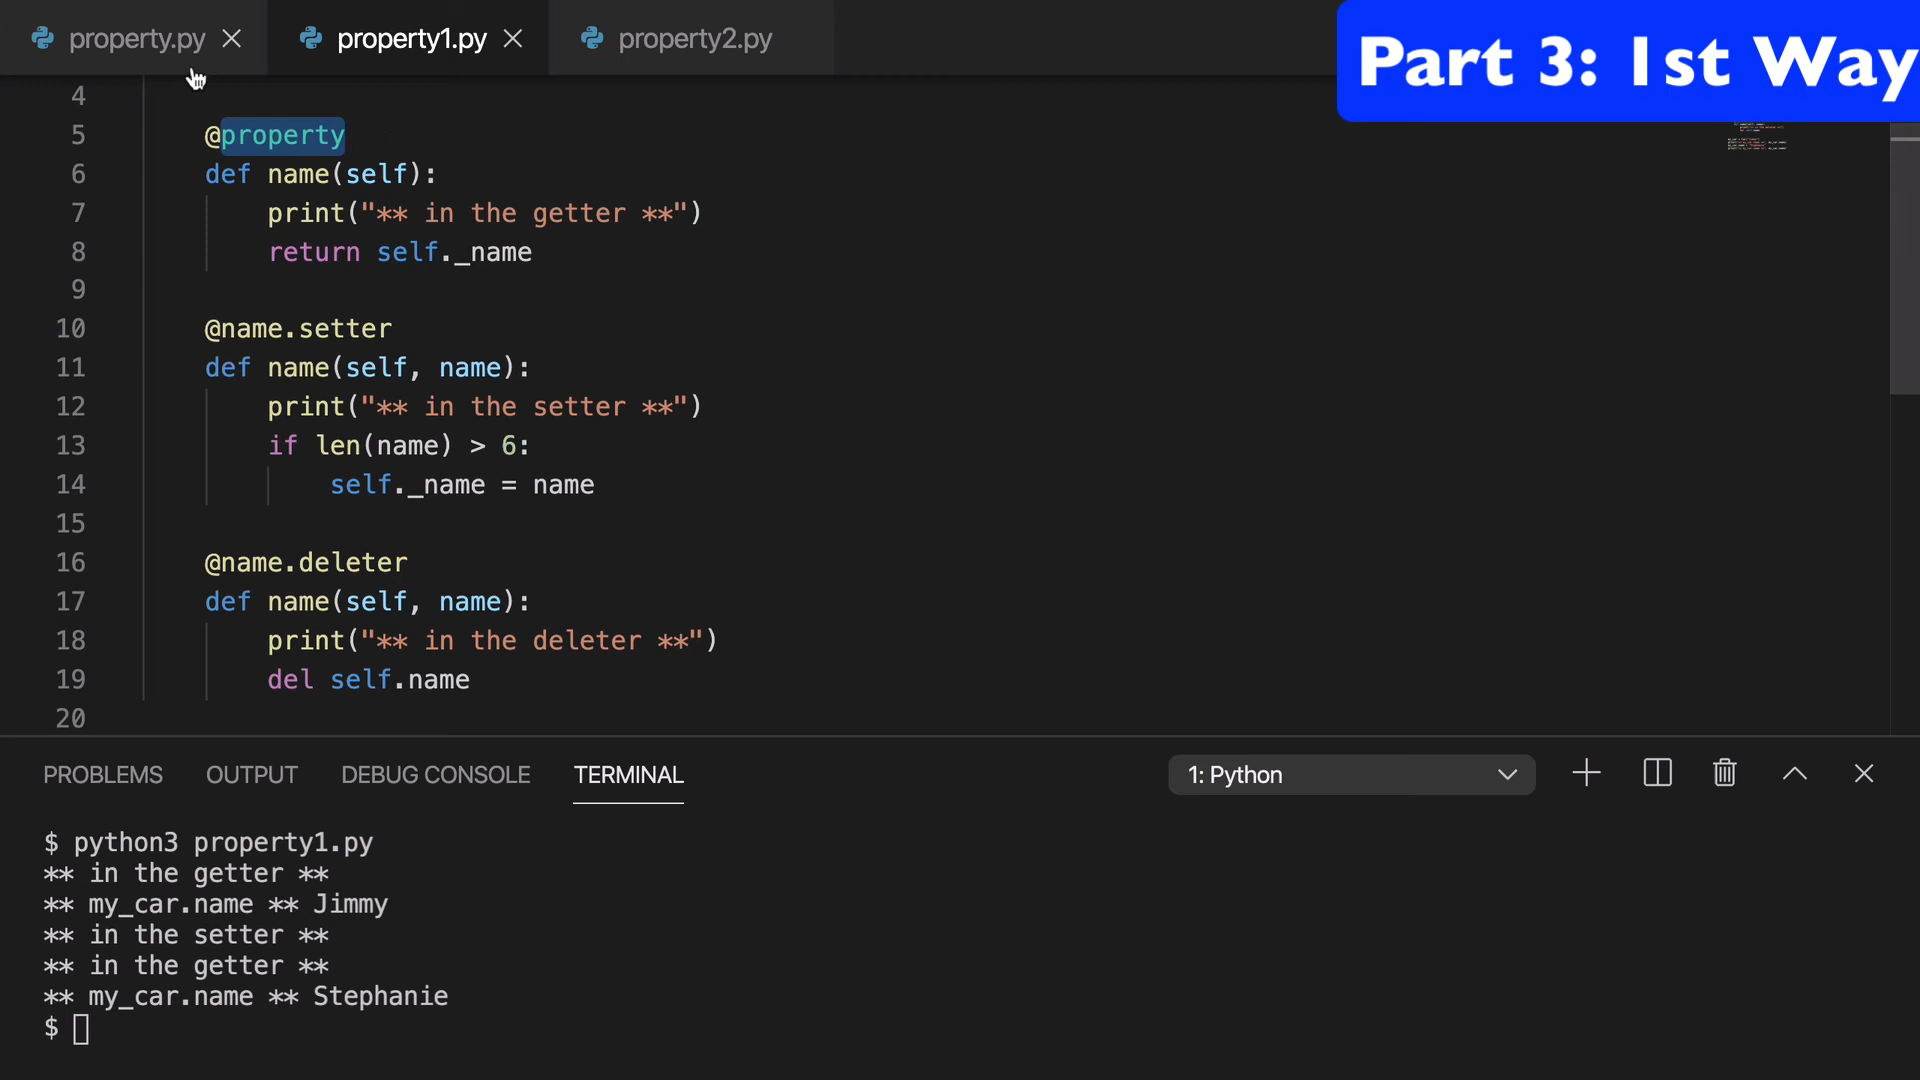 property.py
property1.py
property2.py
Part 3: 1st Way
4
5 @property
6 def name(self):
7 print("** in the getter **")
8 return self._name
9
10 @name.setter
11 def name(self, name):
12 print("** in the setter **")
13 if len(name) > 6:
14 self._name = name
15
16 @name.deleter
17 def name(self, name):
18 print("** in the deleter **")
19 del self.name
20
PROBLEMS OUTPUT DEBUG CONSOLE TERMINAL 1: Python
$ python3 property1.py
** in the getter **
** my_car.name ** Jimmy
** in the setter **
** in the getter **
** my_car.name ** Stephanie
$